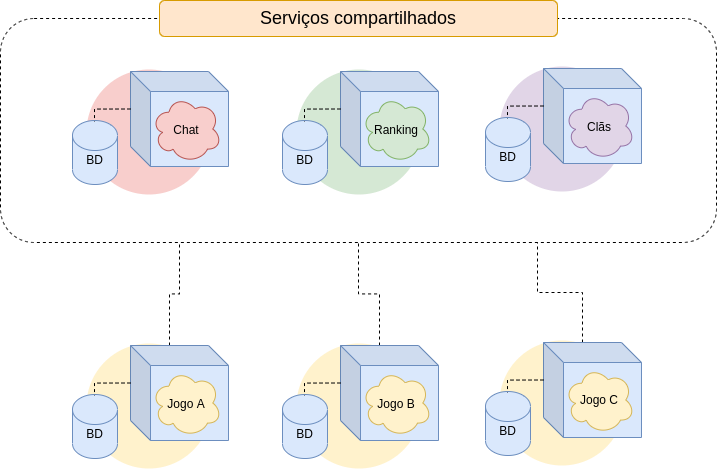 Serviços compartilhados
Chat
BD
Ranking
BD
Clãs
BD
Jogo A
BD
Jogo B
BD
Jogo C
BD